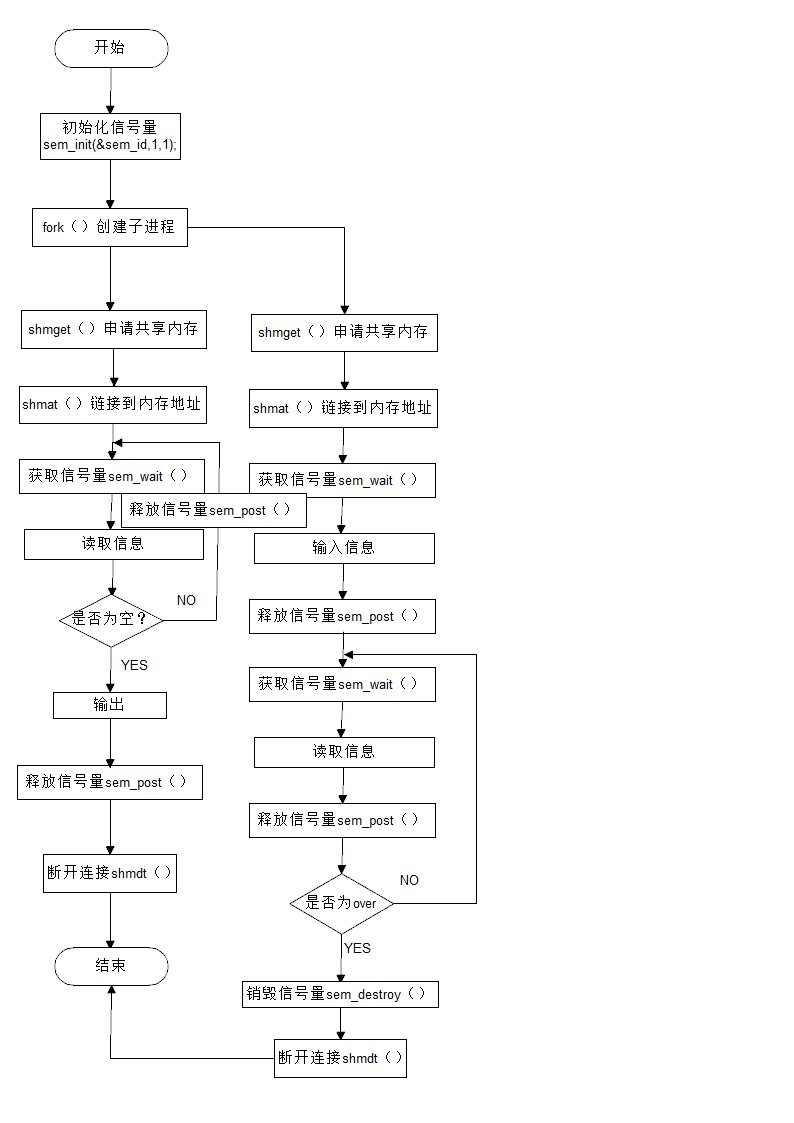 开始
初始化信号量
sem_init(&sem_id,1,1);
fork（）创建子进程
shmget（）申请共享内存
shmat（）链接到内存地址
获取信号量sem_wait（）
释放信号量sem_post（）
读取信息
是否为空？
NO
YES
输出
释放信号量sem_post（）
断开连接shmdt（）
结束
shmget（）申请共享内存
shmat（）链接到内存地址
获取信号量sem_wait（）
输入信息
释放信号量sem_post（）
获取信号量sem_wait（）
读取信息
释放信号量sem_post（）
是否为over
NO
YES
销毁信号量sem_destroy（）
断开连接shmdt（）